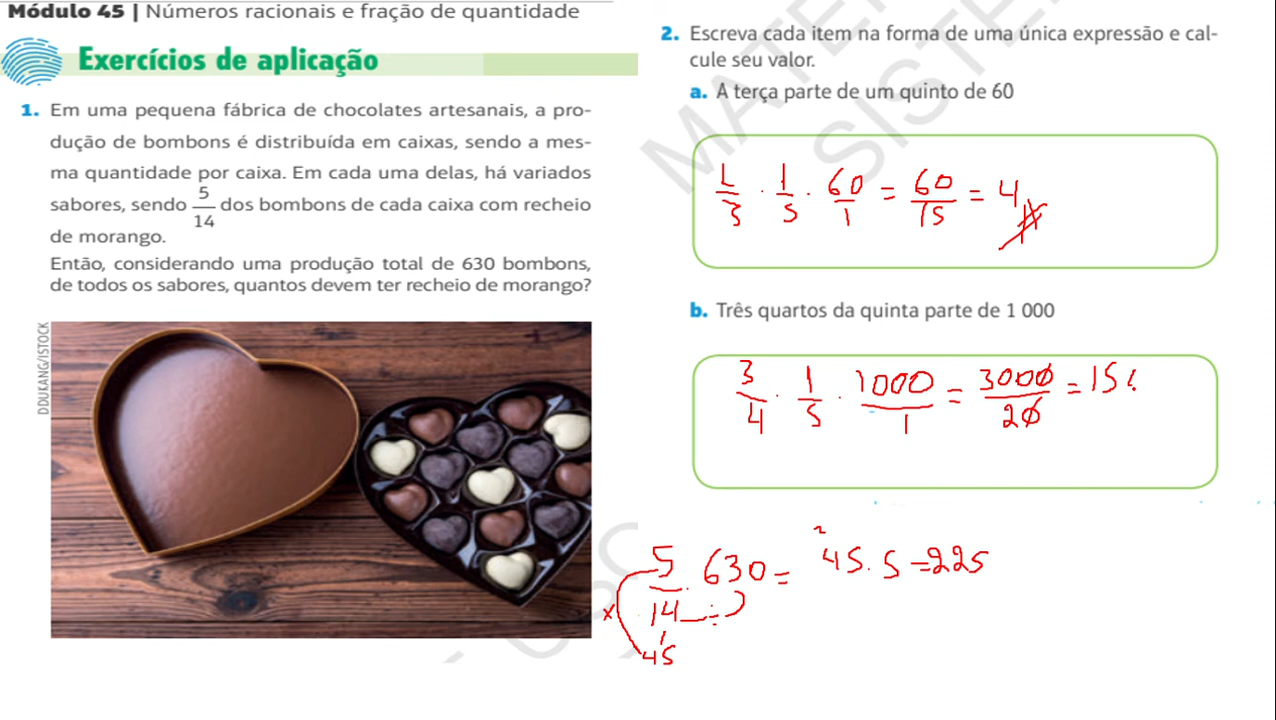 Módulo 45 | Números racionais e fração de quantidade
Exercícios de aplicação
1. Em uma pequena fábrica de chocolates artesanais, a pro-
dução de bombons é distribuída em caixas, sendo a mes-
ma quantidade por caixa. Em cada uma delas, há variados
sabores, sendo 5/14 dos bombons de cada caixa com recheio
de morango.
Então, considerando uma produção total de 630 bombons,
de todos os sabores, quantos devem ter recheio de morango?
DDUKANG/ISTOCK
2. Escreva cada item na forma de uma única expressão e cal-
cule seu valor.
a. A terça parte de um quinto de 60
1/3 · 1/5 · 60/1 = 60/15 = 4
b. Três quartos da quinta parte de 1 000
3/4 · 1/5 · 1000/1 = 3000/20 = 15
5/14 · 630 = 45 . 5 = 225
2
÷
x
45
MATE
SISTE